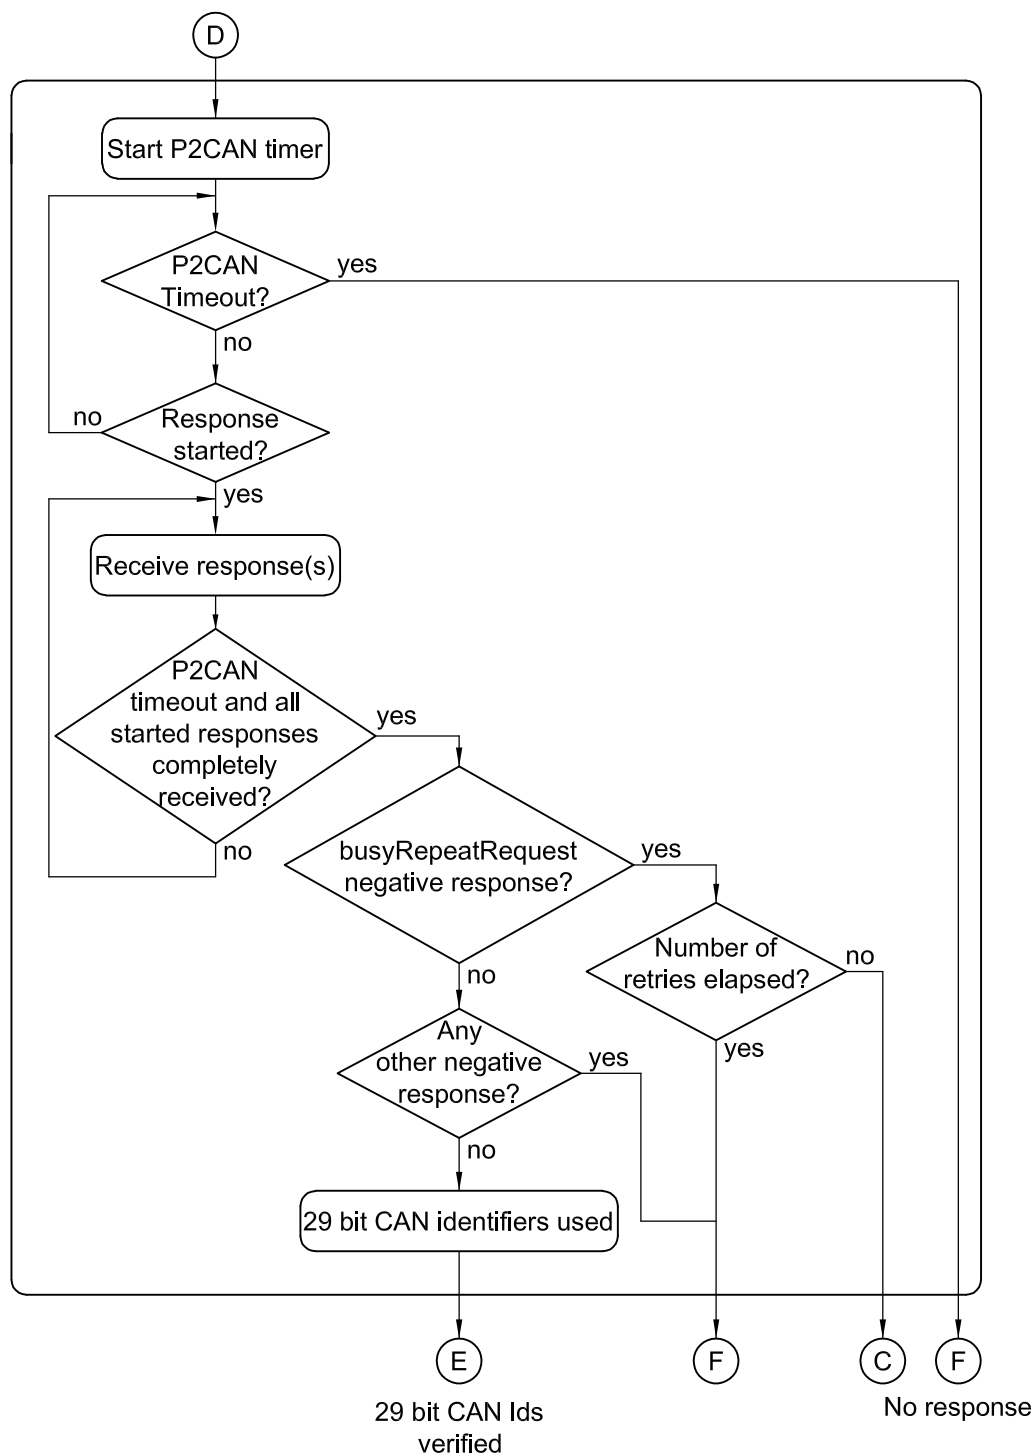 D
Start P2CAN timer
P2CAN
Timeout?
yes
no
Response
started?
no
yes
Receive response(s)
P2CAN
timeout and all
started responses
completely
received?
yes
no
busyRepeatRequest
negative response?
yes
no
Number of
retries elapsed?
no
yes
Any
other negative
response?
yes
no
29 bit CAN identifiers used
E
F
C
F
29 bit CAN Ids
verified
No response